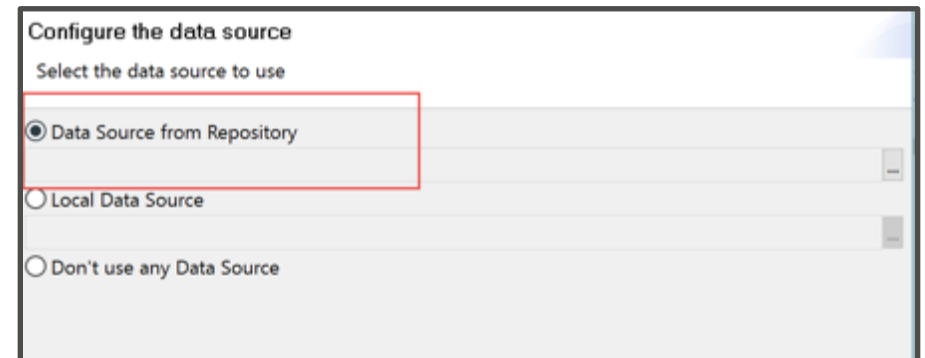 Configure the data source
Select the data source to use
Data Source from Repository
...
Local Data Source
...
Don't use any Data Source